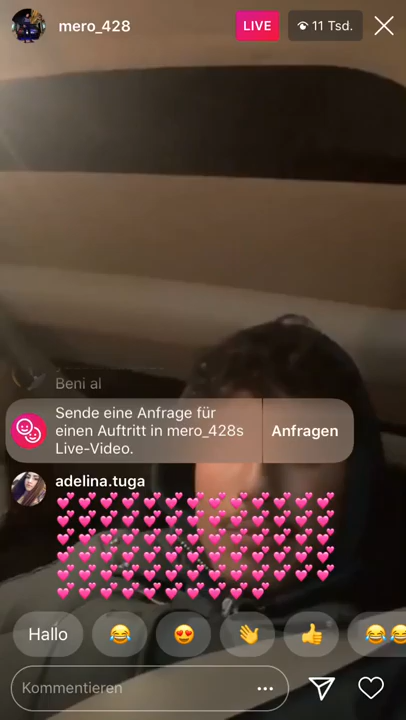 mero_428
LIVE
11 Tsd.
Beni al
Sende eine Anfrage für
einen Auftritt in mero_428s
Live-Video.
Anfragen
adelina.tuga
💕💕💕💕💕💕💕💕💕💕💕💕💕
💕💕💕💕💕💕💕💕💕💕💕💕💕
💕💕💕💕💕💕💕💕💕💕💕💕💕
💕💕💕💕💕💕💕💕💕💕💕💕💕
💕💕💕💕💕💕💕💕💕💕💕💕💕
💕💕💕💕💕💕💕💕💕💕
Hallo 😂 😍 👋 👍 😂😂
Kommentieren